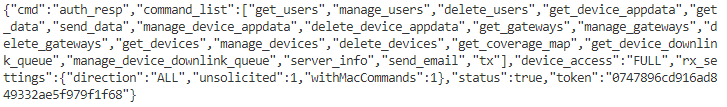 {"cmd":"auth_resp","command_list":["get_users","manage_users","delete_users","get_device_appdata","get
_data","send_data","manage_device_appdata","delete_device_appdata","get_gateways","manage_gateways","d
elete_gateways","get_devices","manage_devices","delete_devices","get_coverage_map","get_device_downlin
k_queue","manage_device_downlink_queue","server_info","send_email","tx"],"device_access":"FULL","rx_se
ttings":{"direction":"ALL","unsolicited":1,"withMacCommands":1},"status":true,"token":"0747896cd916ad8
49332ae5f979f1f68"}